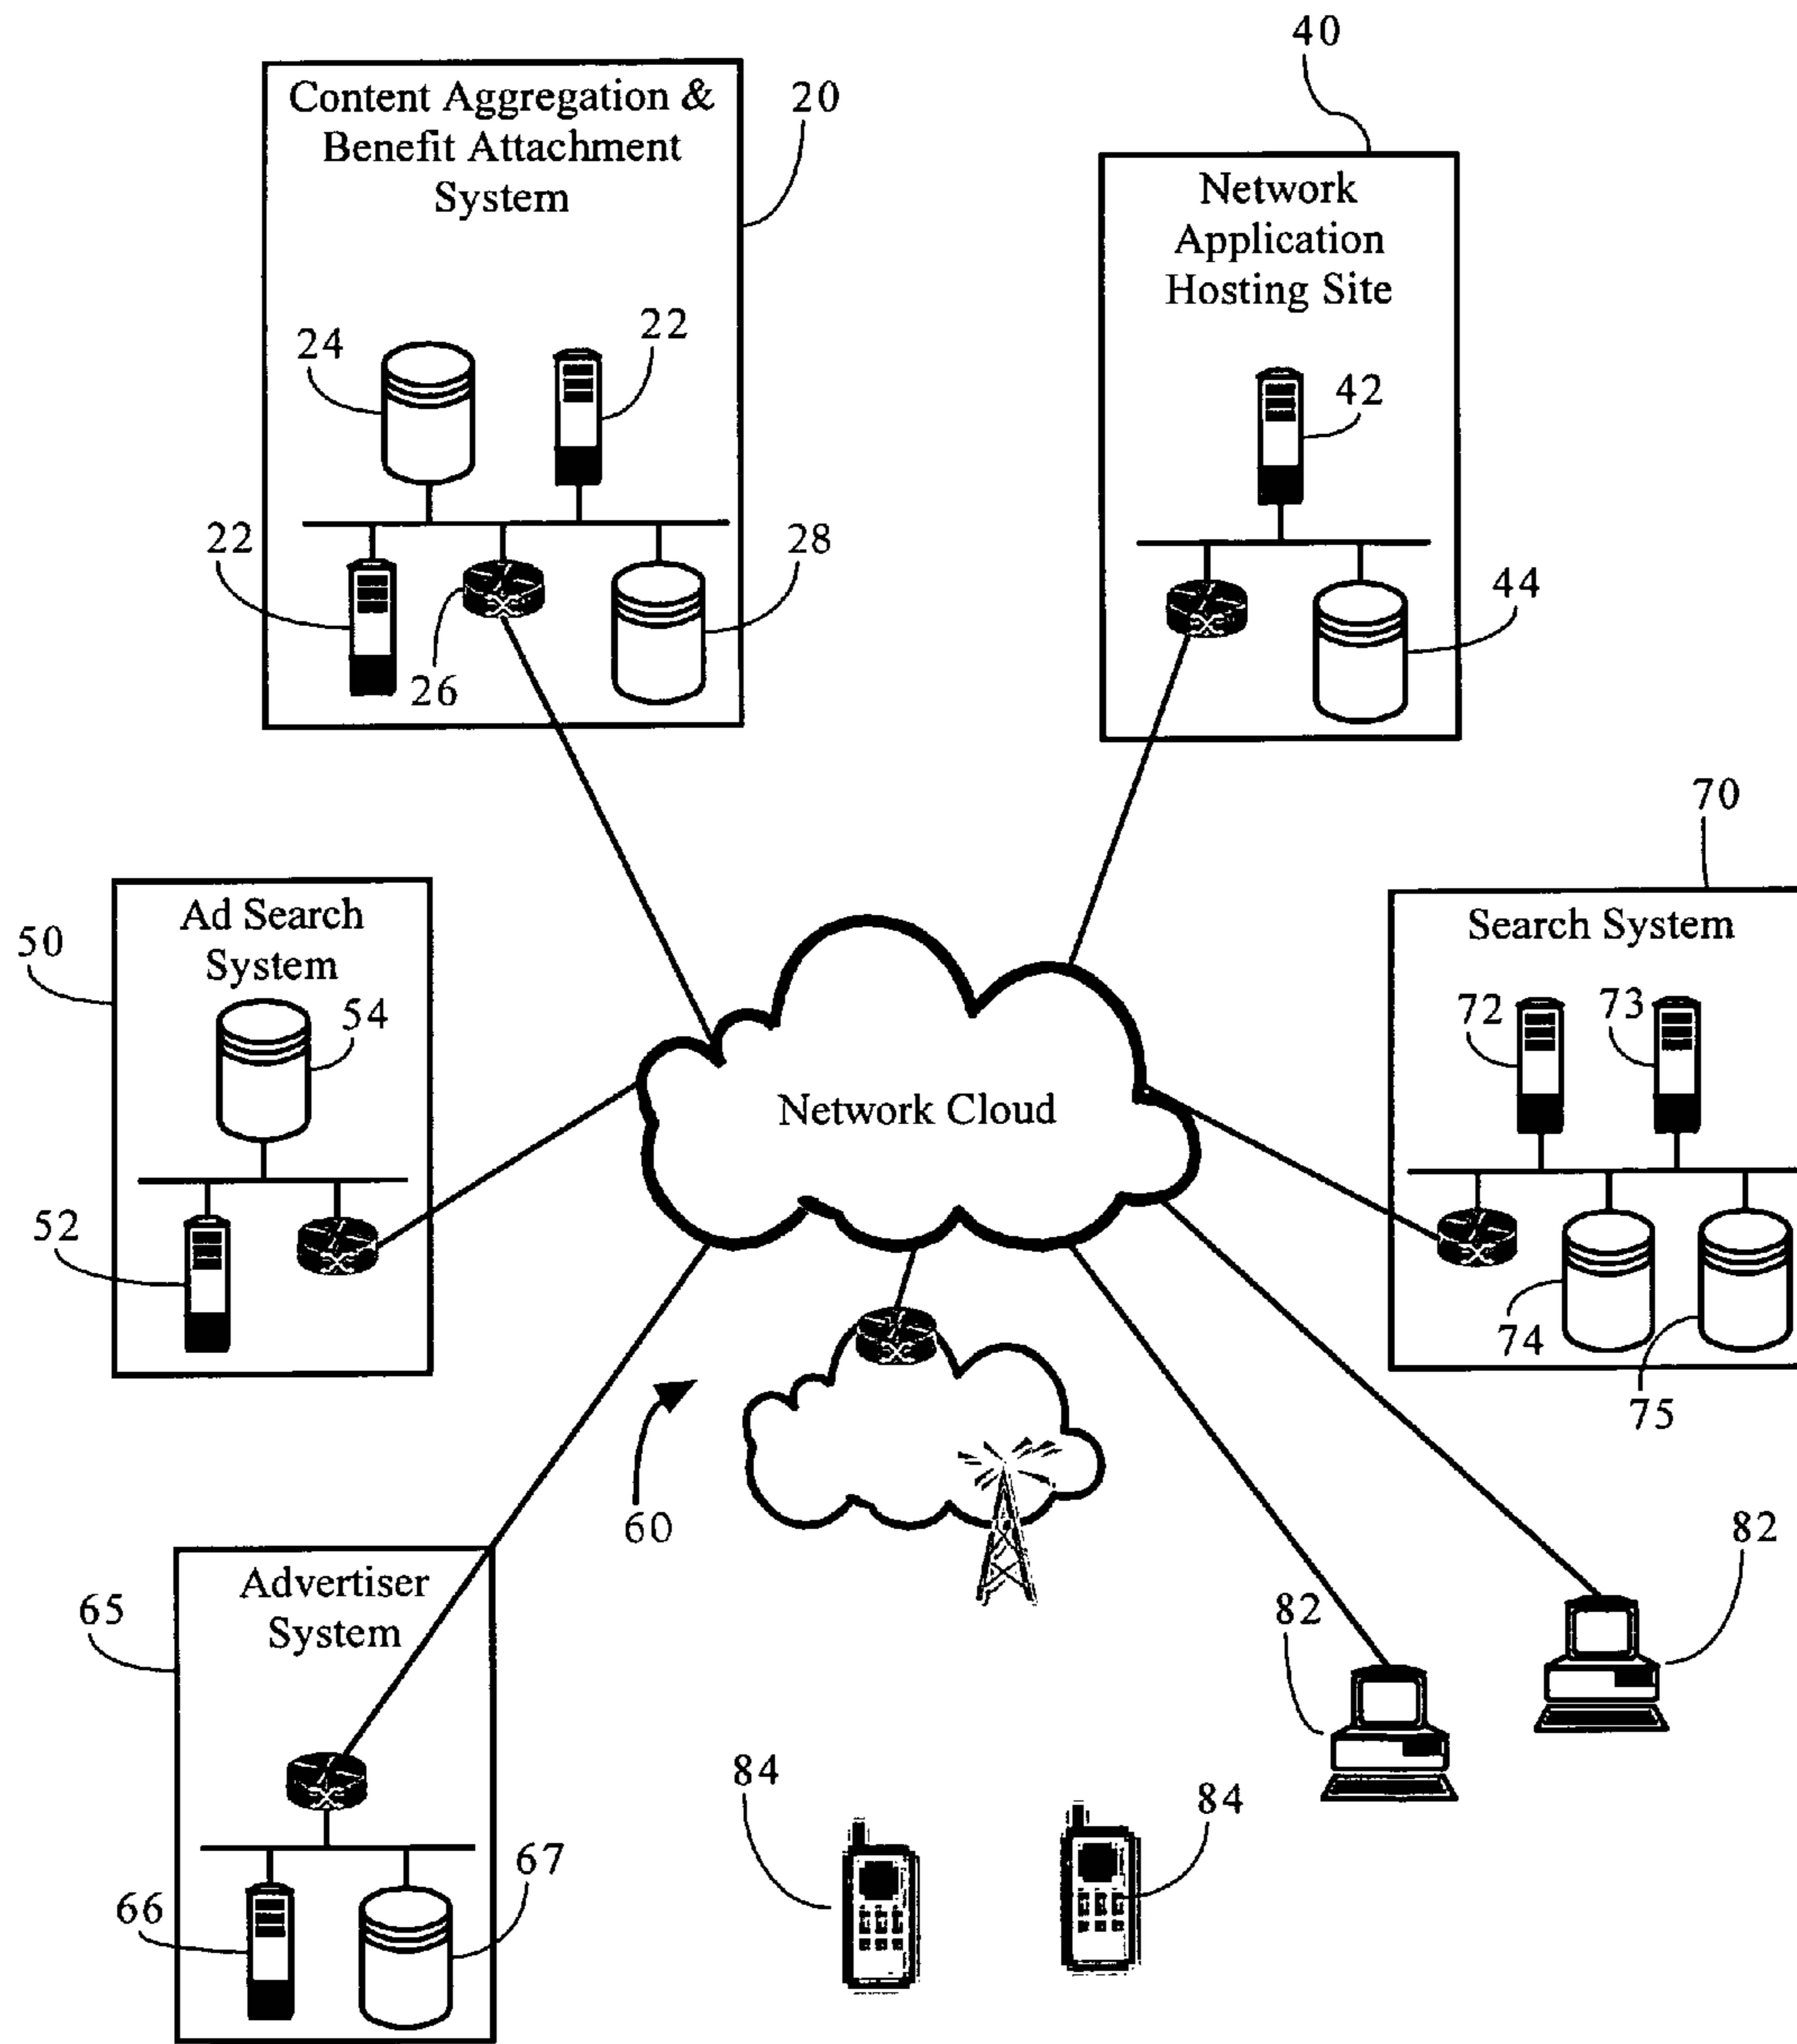 40
Content Aggregation &
Benefit Attachment
System
20
Network
Application
Hosting Site
24
22
42
22
28
44
26
70
Ad Search
System
50
Search System
54
72
73
Network Cloud
52
74
75
60
Advertiser
System
65
82
82
84
84
67
66